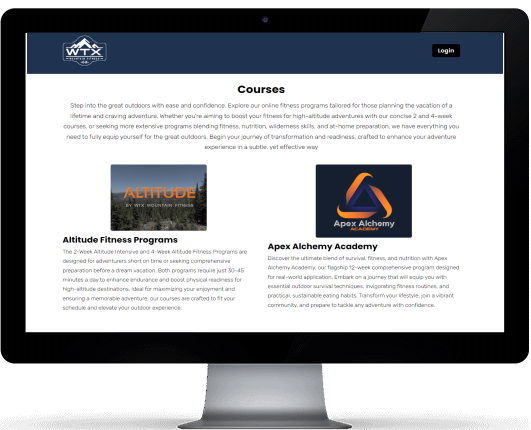 WTX
MOUNTAIN FITNESS
Login
Courses
Step into the great outdoors with ease and confidence. Explore our online fitness programs tailored for those planning the vacation of a
lifetime and craving adventure. Whether you're aiming to boost your fitness for high-altitude adventures with our concise 2 and 4-week
courses, or seeking more extensive programs blending fitness, nutrition, wilderness skills, and at-home preparation, we have everything you
need to fully equip yourself for the great outdoors. Begin your journey of transformation and readiness, crafted to enhance your adventure
experience in a subtle, yet effective way
ALTITUDE
BY WTX MOUNTAIN FITNESS
Altitude Fitness Programs
The 2-Week Altitude Intensive and 4-Week Altitude Fitness Programs are
designed for adventurers short on time or seeking comprehensive
preparation before a dream vacation. Both programs require just 30-45
minutes a day to enhance endurance and boost physical readiness for
high-altitude destinations. Ideal for maximizing your enjoyment and
ensuring a memorable adventure, our courses are crafted to fit your
schedule and elevate your outdoor experience.
Apex Alchemy
ACADEMY
Apex Alchemy Academy
Discover the ultimate blend of survival, fitness, and nutrition with Apex
Alchemy Academy, our flagship 12-week comprehensive program designed
for real-world application. Embark on a journey that will equip you with
essential outdoor survival techniques, invigorating fitness routines, and
practical, sustainable eating habits. Transform your lifestyle, join a vibrant
community, and prepare to tackle any adventure with confidence.